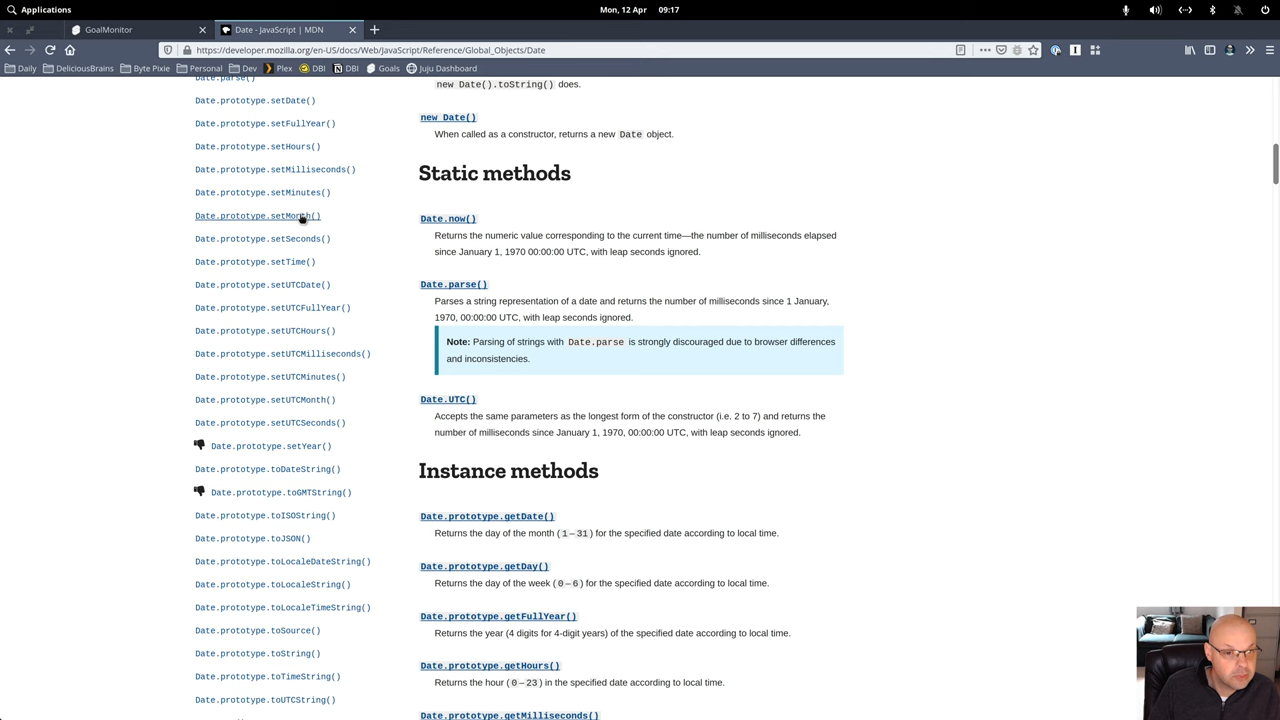 Applications
Mon, 12 Apr 09:17
GoalMonitor
Date - JavaScript | MDN
https://developer.mozilla.org/en-US/docs/Web/JavaScript/Reference/Global_Objects/Date
Daily DeliciousBrains Byte Pixie Personal Dev Plex DBI DBI Goals Juju Dashboard
Other Bookmarks
Date.parse()
Date.prototype.setDate()
Date.prototype.setFullYear()
Date.prototype.setHours()
Date.prototype.setMilliseconds()
Date.prototype.setMinutes()
Date.prototype.setMonth()
Date.prototype.setSeconds()
Date.prototype.setTime()
Date.prototype.setUTCDate()
Date.prototype.setUTCFullYear()
Date.prototype.setUTCHours()
Date.prototype.setUTCMilliseconds()
Date.prototype.setUTCMinutes()
Date.prototype.setUTCMonth()
Date.prototype.setUTCSeconds()
Date.prototype.setYear()
Date.prototype.toDateString()
Date.prototype.toGMTString()
Date.prototype.toISOString()
Date.prototype.toJSON()
Date.prototype.toLocaleDateString()
Date.prototype.toLocaleString()
Date.prototype.toLocaleTimeString()
Date.prototype.toSource()
Date.prototype.toString()
Date.prototype.toTimeString()
Date.prototype.toUTCString()
new Date().toString() does.
new Date()
When called as a constructor, returns a new Date object.
Static methods
Date.now()
Returns the numeric value corresponding to the current time—the number of milliseconds elapsed
since January 1, 1970 00:00:00 UTC, with leap seconds ignored.
Date.parse()
Parses a string representation of a date and returns the number of milliseconds since 1 January,
1970, 00:00:00 UTC, with leap seconds ignored.
Note: Parsing of strings with Date.parse is strongly discouraged due to browser differences
and inconsistencies.
Date.UTC()
Accepts the same parameters as the longest form of the constructor (i.e. 2 to 7) and returns the
number of milliseconds since January 1, 1970, 00:00:00 UTC, with leap seconds ignored.
Instance methods
Date.prototype.getDate()
Returns the day of the month (1–31) for the specified date according to local time.
Date.prototype.getDay()
Returns the day of the week (0–6) for the specified date according to local time.
Date.prototype.getFullYear()
Returns the year (4 digits for 4-digit years) of the specified date according to local time.
Date.prototype.getHours()
Returns the hour (0–23) in the specified date according to local time.
Date.prototype.getMilliseconds()